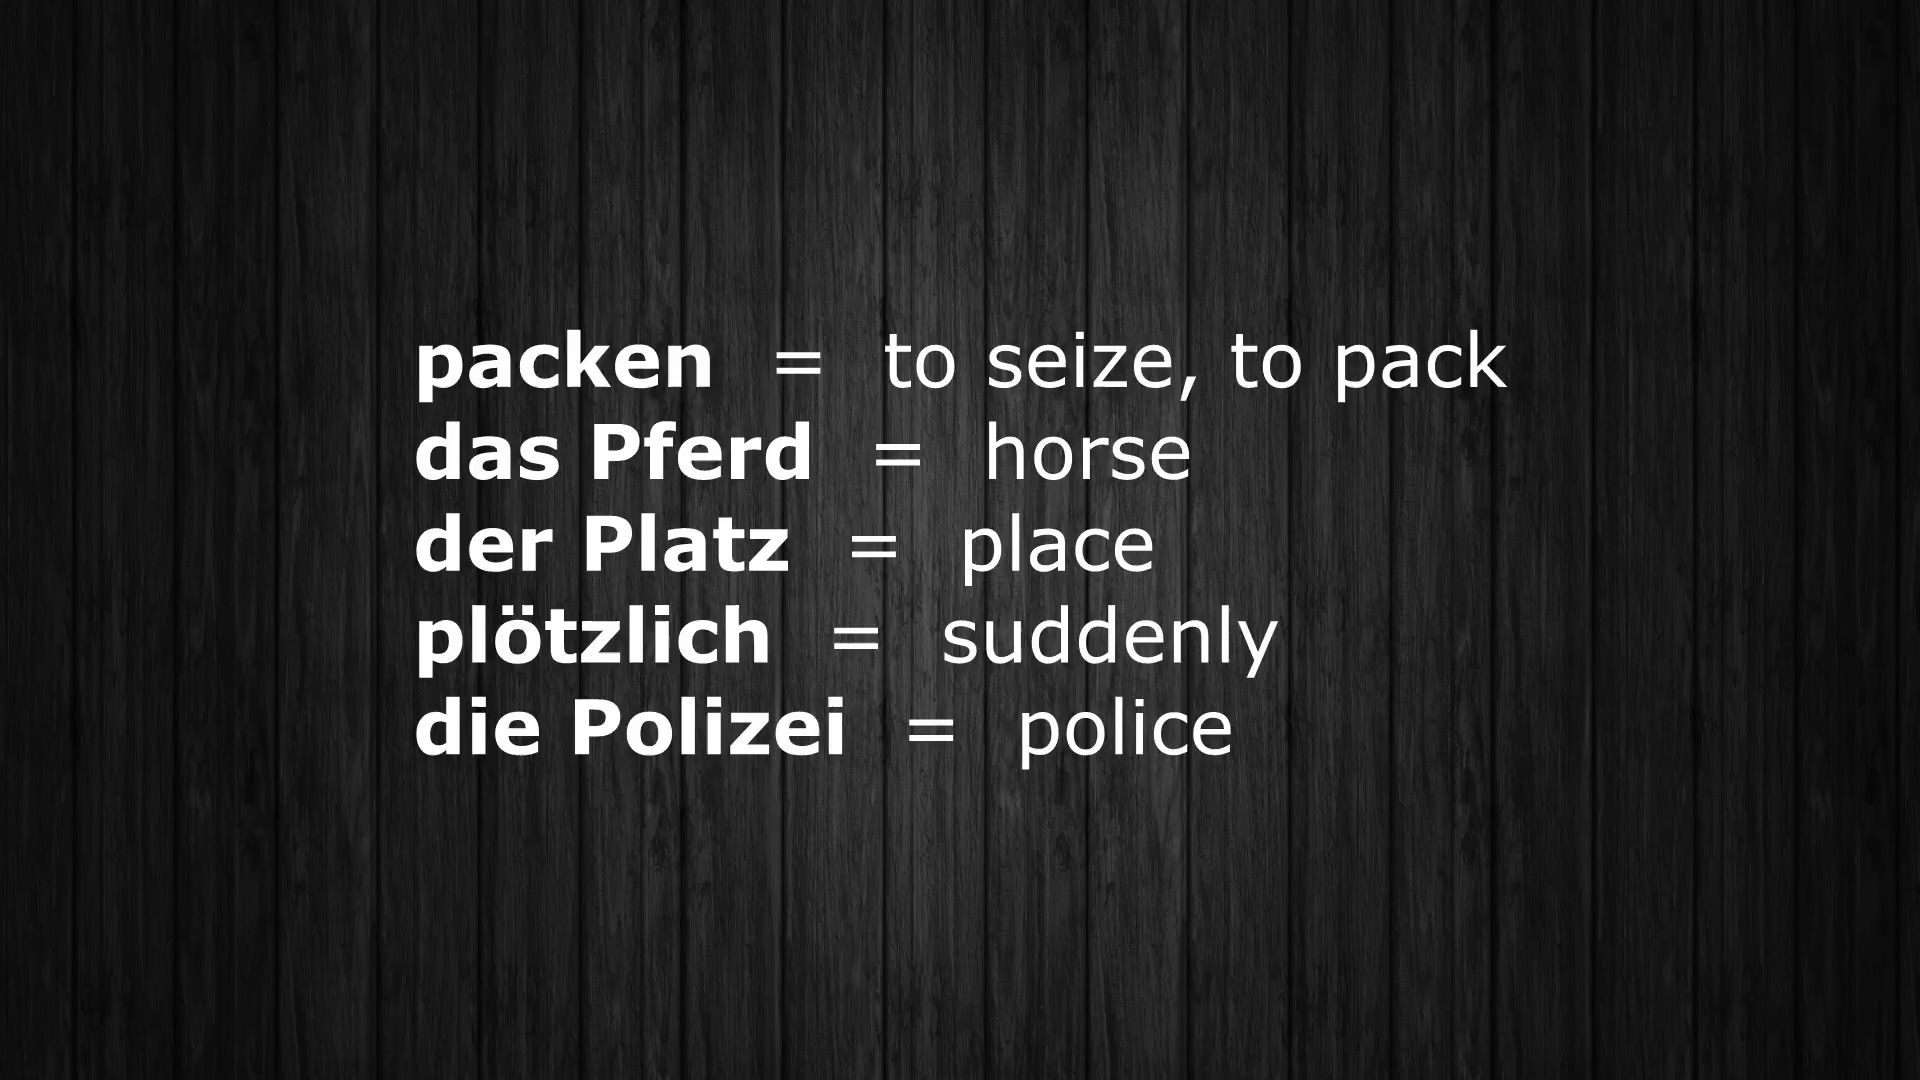 packen = to seize, to pack
das Pferd = horse
der Platz = place
plötzlich = suddenly
die Polizei = police